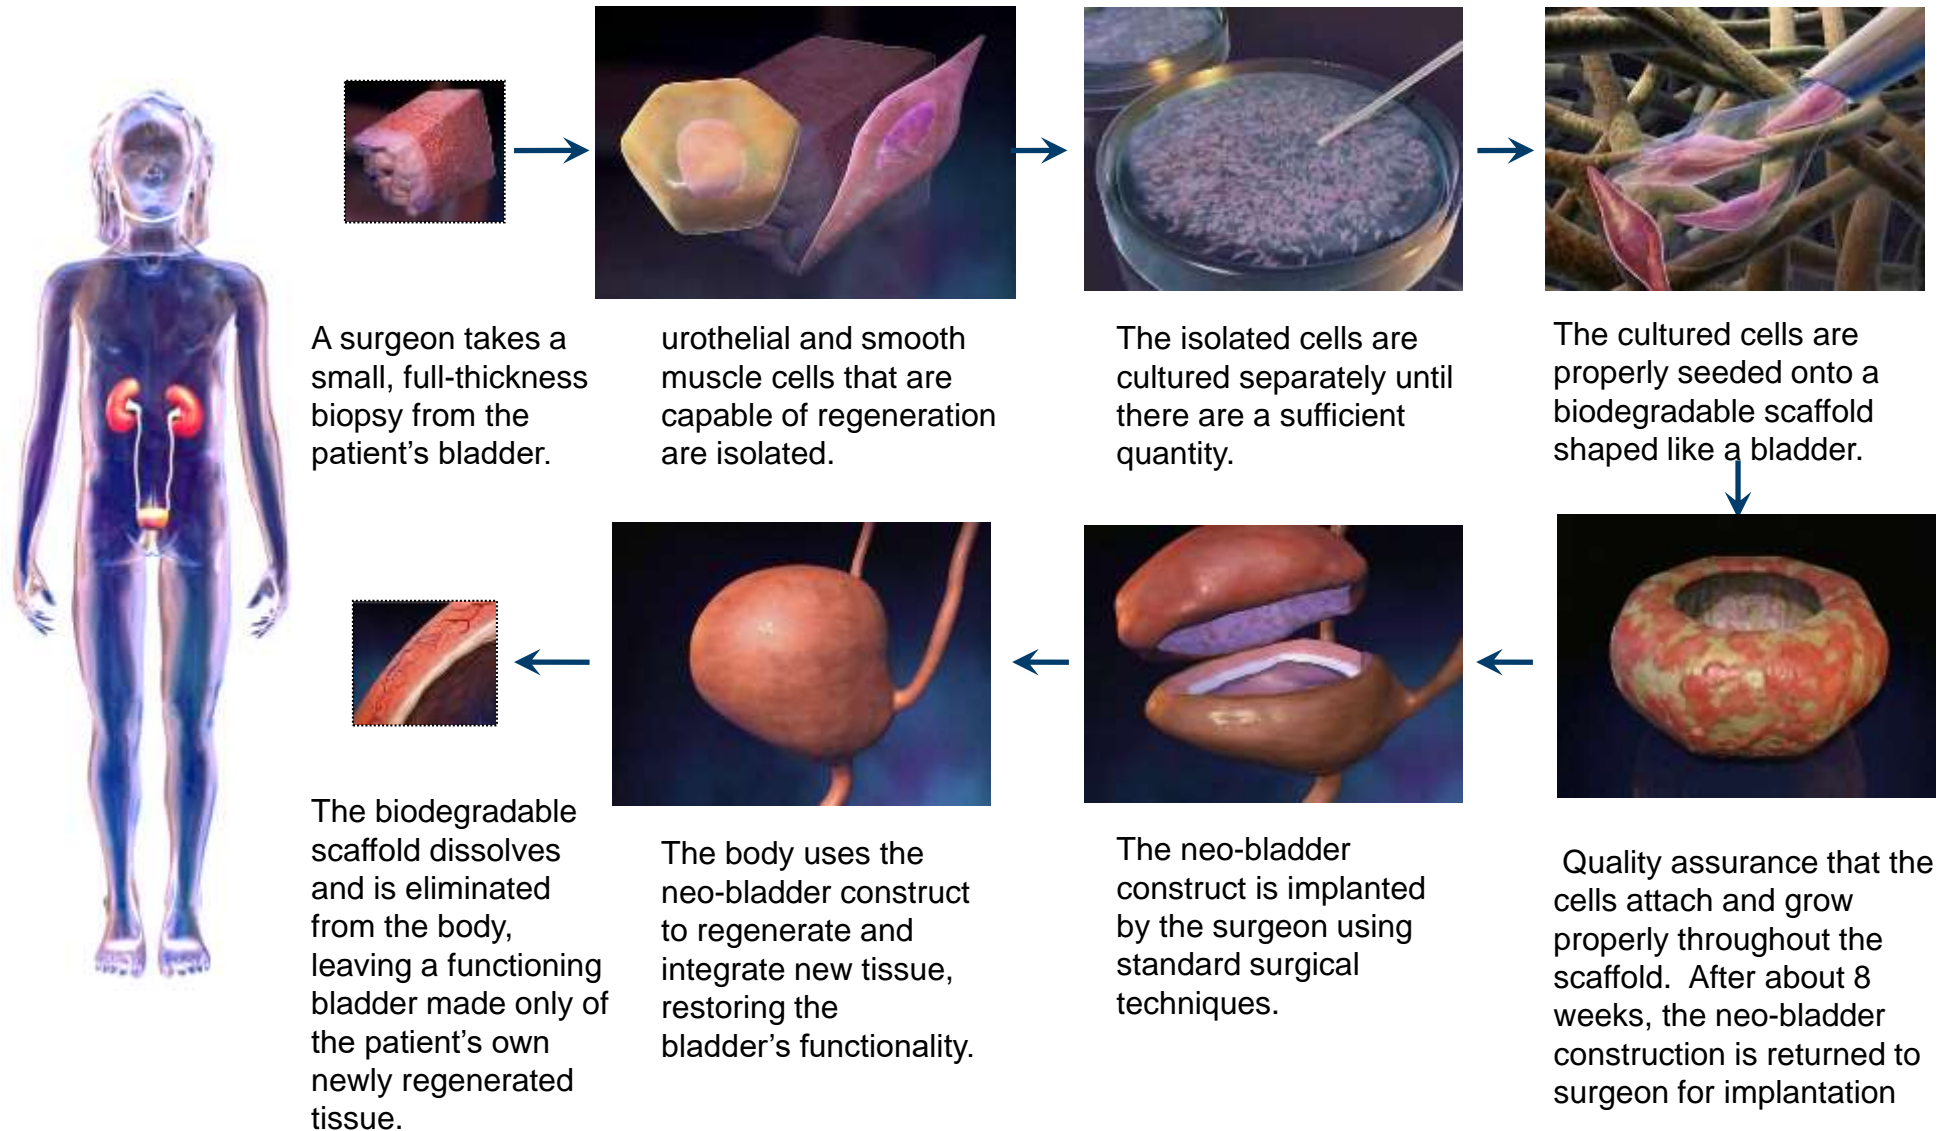 A surgeon takes a
small, full-thickness
biopsy from the
patient’s bladder.
urothelial and smooth
muscle cells that are
capable of regeneration
are isolated.
The isolated cells are
cultured separately until
there are a sufficient
quantity.
The cultured cells are
properly seeded onto a
biodegradable scaffold
shaped like a bladder.
Quality assurance that the
cells attach and grow
properly throughout the
scaffold.  After about 8
weeks, the neo-bladder
construction is returned to
surgeon for implantation
The neo-bladder
construct is implanted
by the surgeon using
standard surgical
techniques.
The body uses the
neo-bladder construct
to regenerate and
integrate new tissue,
restoring the
bladder’s functionality.
The biodegradable
scaffold dissolves
and is eliminated
from the body,
leaving a functioning
bladder made only of
the patient’s own
newly regenerated
tissue.